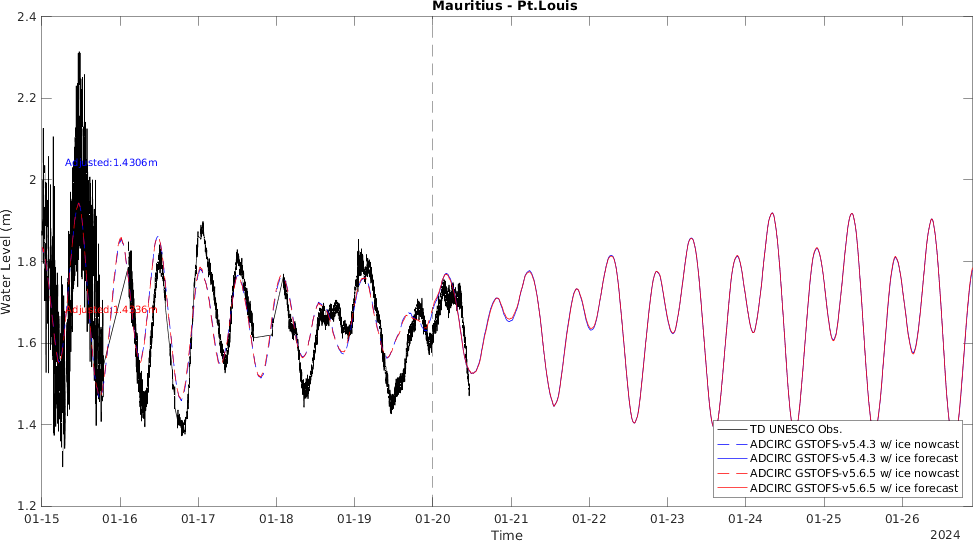 Mauritius - Pt.Louis
Water Level (m)
2.4
2.2
2
1.8
1.6
1.4
1.2
Adjusted:1.4306m
TD UNESCO Obs.
ADCIRC GSTOFS-v5.4.3 w/ ice nowcast
ADCIRC GSTOFS-v5.4.3 w/ ice forecast
ADCIRC GSTOFS-v5.6.5 w/ ice nowcast
ADCIRC GSTOFS-v5.6.5 w/ ice forecast
01-15 01-16 01-17 01-18 01-19 01-20 01-21 01-22 01-23 01-24 01-25 01-26
Time
2024